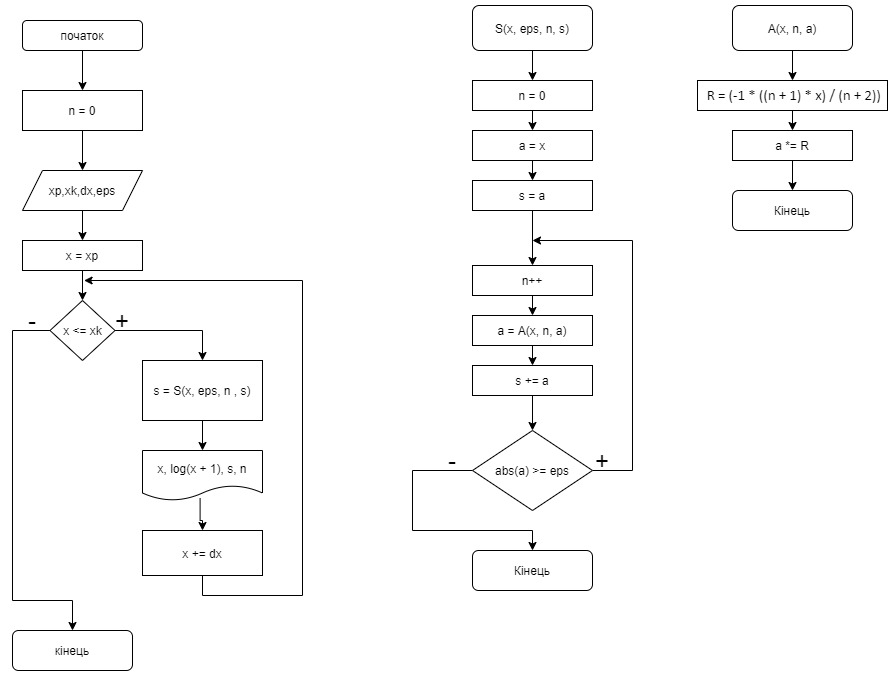 початок
n = 0
xp,xk,dx,eps
x = xp
x <= xk
-
+
s = S(x, eps, n , s)
x, log(x + 1), s, n
x += dx
кінець
S(x, eps, n, s)
n = 0
a = x
s = a
n++
a = A(x, n, a)
s += a
abs(a) >= eps
-
+
Кінець
A(x, n, a)
R = (-1 * ((n + 1) * x) / (n + 2))
a *= R
Кінець